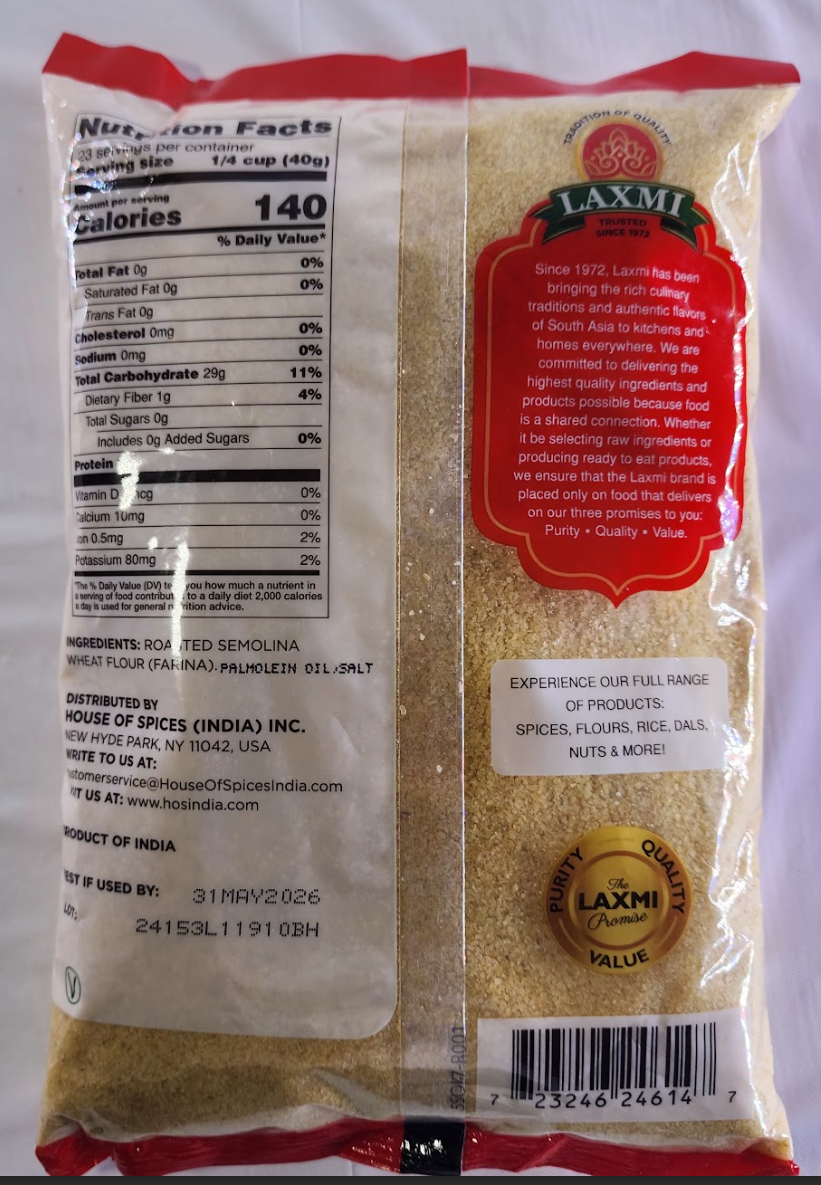 Nutrition Facts
23 servings per container
Serving size 1/4 cup (40g)
Amount per serving
Calories 140
% Daily Value*
Total Fat 0g 0%
Saturated Fat 0g 0%
Trans Fat 0g
Cholesterol 0mg 0%
Sodium 0mg 0%
Total Carbohydrate 29g 11%
Dietary Fiber 1g 4%
Total Sugars 0g
Includes 0g Added Sugars 0%
Protein
Vitamin D mcg 0%
Calcium 10mg 0%
Iron 0.5mg 2%
Potassium 80mg 2%
*The % Daily Value (DV) tells you how much a nutrient in
a serving of food contributes to a daily diet 2,000 calories
a day is used for general nutrition advice.
INGREDIENTS: ROASTED SEMOLINA
WHEAT FLOUR (FARINA). PALMOLEIN OIL,SALT
DISTRIBUTED BY
HOUSE OF SPICES (INDIA) INC.
NEW HYDE PARK, NY 11042, USA
WRITE TO US AT:
customerservice@HouseOfSpicesIndia.com
VISIT US AT: www.hosindia.com
PRODUCT OF INDIA
BEST IF USED BY: 31MAY2026
LOT: 24153L11910BH
V
TRADITION OF QUALITY
LAXMI
TRUSTED
SINCE 1972
Since 1972, Laxmi has been
bringing the rich culinary
traditions and authentic flavors
of South Asia to kitchens and
homes everywhere. We are
committed to delivering the
highest quality ingredients and
products possible because food
is a shared connection. Whether
it be selecting raw ingredients or
producing ready to eat products,
we ensure that the Laxmi brand is
placed only on food that delivers
on our three promises to you:
Purity • Quality • Value.
EXPERIENCE OUR FULL RANGE
OF PRODUCTS:
SPICES, FLOURS, RICE, DALS,
NUTS & MORE!
PURITY QUALITY
The
LAXMI
Promise
VALUE
7 23246 24614 7